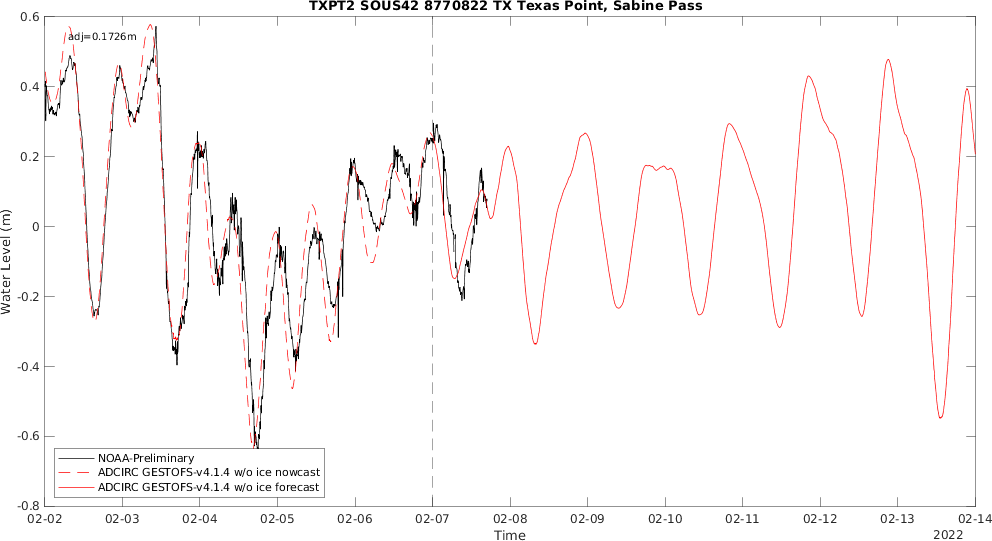 TXPT2 SOUS42 8770822 TX Texas Point, Sabine Pass
adj=0.1726m
0.6
0.4
0.2
0
-0.2
-0.4
-0.6
-0.8
Water Level (m)
NOAA-Preliminary
ADCIRC GESTOFS-v4.1.4 w/o ice nowcast
ADCIRC GESTOFS-v4.1.4 w/o ice forecast
02-02 02-03 02-04 02-05 02-06 02-07 02-08 02-09 02-10 02-11 02-12 02-13 02-14
Time
2022